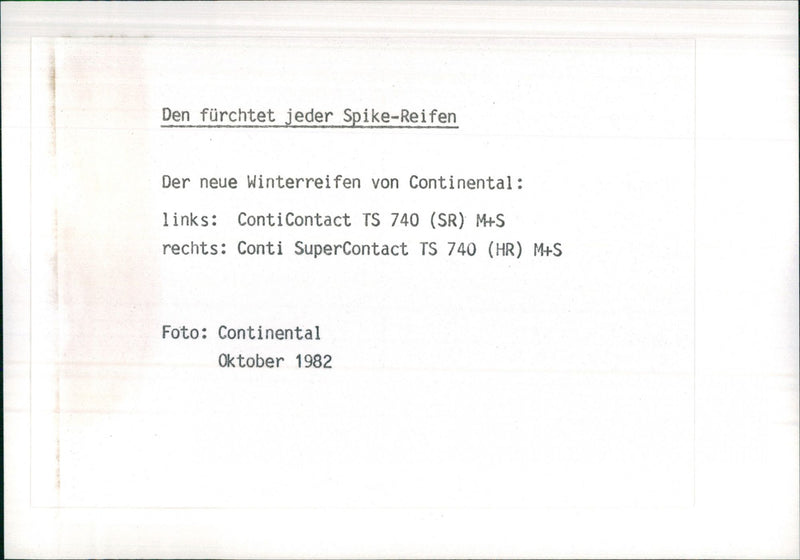 Den fürchtet jeder Spike-Reifen
Der neue Winterreifen von Continental:
links: ContiContact TS 740 (SR) M+S
rechts: Conti SuperContact TS 740 (HR) M+S
Foto: Continental
Oktober 1982